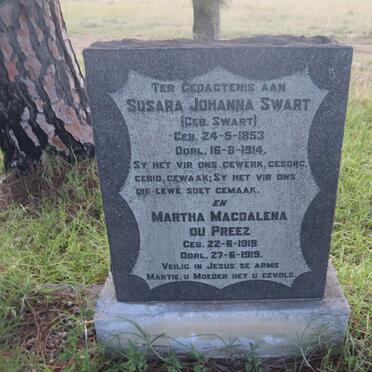 TER GEDACTENIS AAN
SUSARA JOHANNA SWART
(GEB. SWART)
GEB. 24-5-1853
OORL. 16-8-1914.
SY HET VIR ONS GEWERK, GESORG,
GEBID, GEWAAK; SY HET VIR ONS
DIE LEWE SOET GEMAAK.
EN
MARTHA MAGDALENA
DU PREEZ
GEB. 22-6-1919.
OORL. 27-6-1919.
VEILIG IN JESUS SE ARMS
MARTIE, U MOEDER HET U GEVOLG.